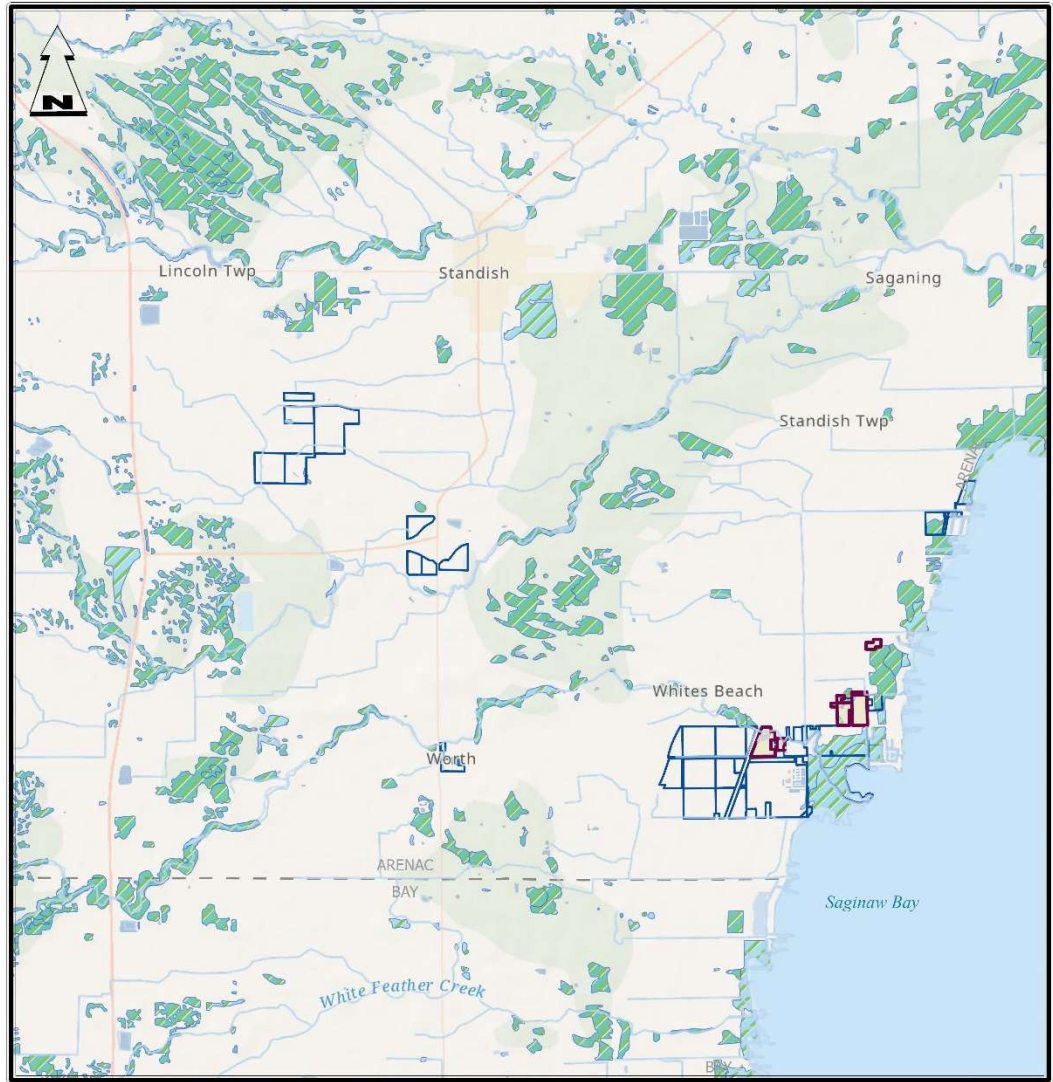 N
Lincoln Twp
Standish
Saganing
Standish Twp
ARENAC
Whites Beach
Worth
ARENAC
BAY
Saginaw Bay
White Feather Creek
BAY